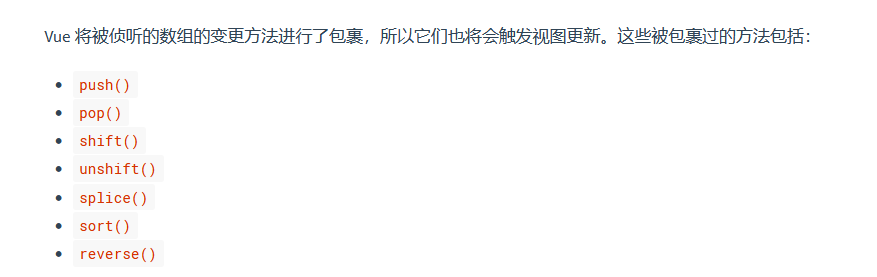 Vue 将被侦听的数组的变更方法进行了包裹，所以它们也将会触发视图更新。这些被包裹过的方法包括：
push()
pop()
shift()
unshift()
splice()
sort()
reverse()